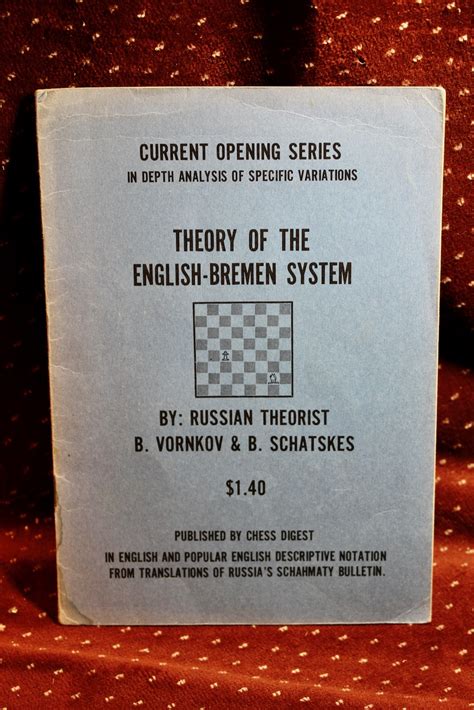 CURRENT OPENING SERIES
IN DEPTH ANALYSIS OF SPECIFIC VARIATIONS
THEORY OF THE
ENGLISH-BREMEN SYSTEM
BY: RUSSIAN THEORIST
B. VORNKOV & B. SCHATSKES
$1.40
PUBLISHED BY CHESS DIGEST
IN ENGLISH AND POPULAR ENGLISH DESCRIPTIVE NOTATION
FROM TRANSLATIONS OF RUSSIA'S SCHAHMATY BULLETIN.